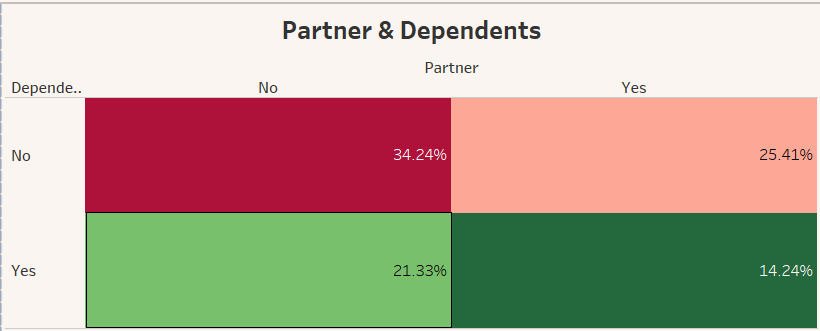 Partner & Dependents
Partner
Depende.. No Yes
No 34.24% 25.41%
Yes 21.33% 14.24%